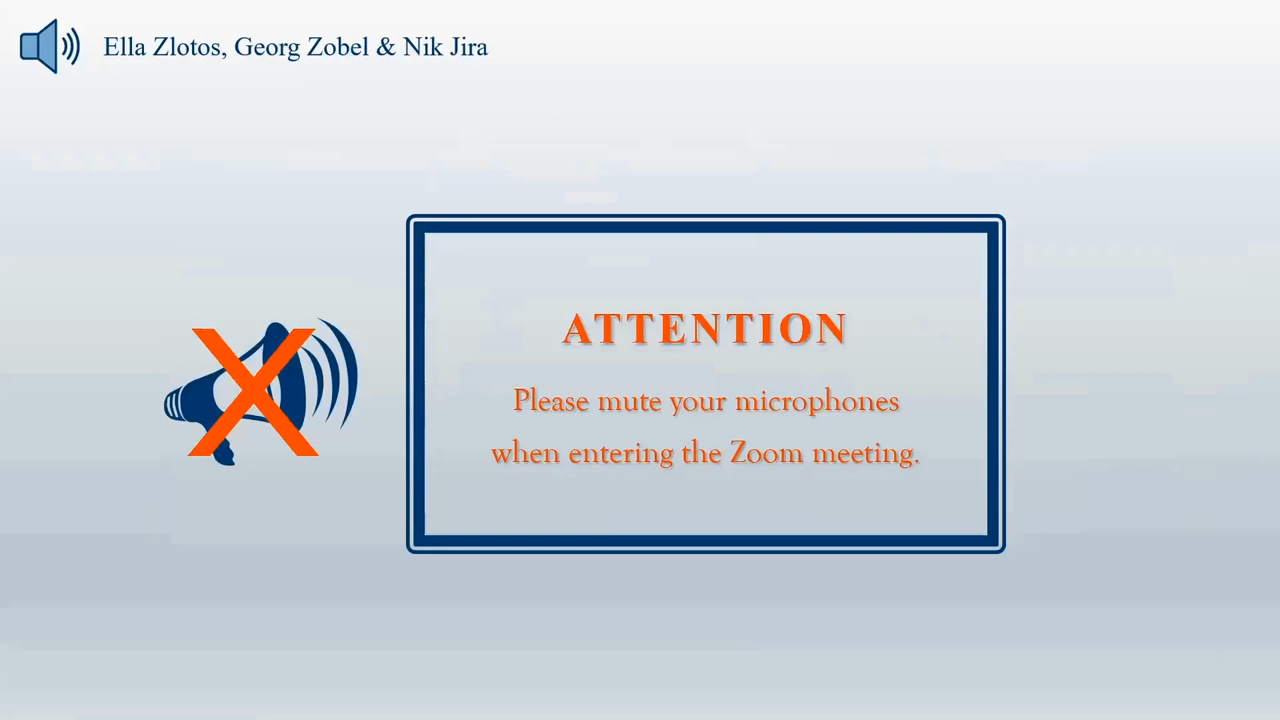 Ella Zlotos, Georg Zobel & Nik Jira
ATTENTION
Please mute your microphones
when entering the Zoom meeting.